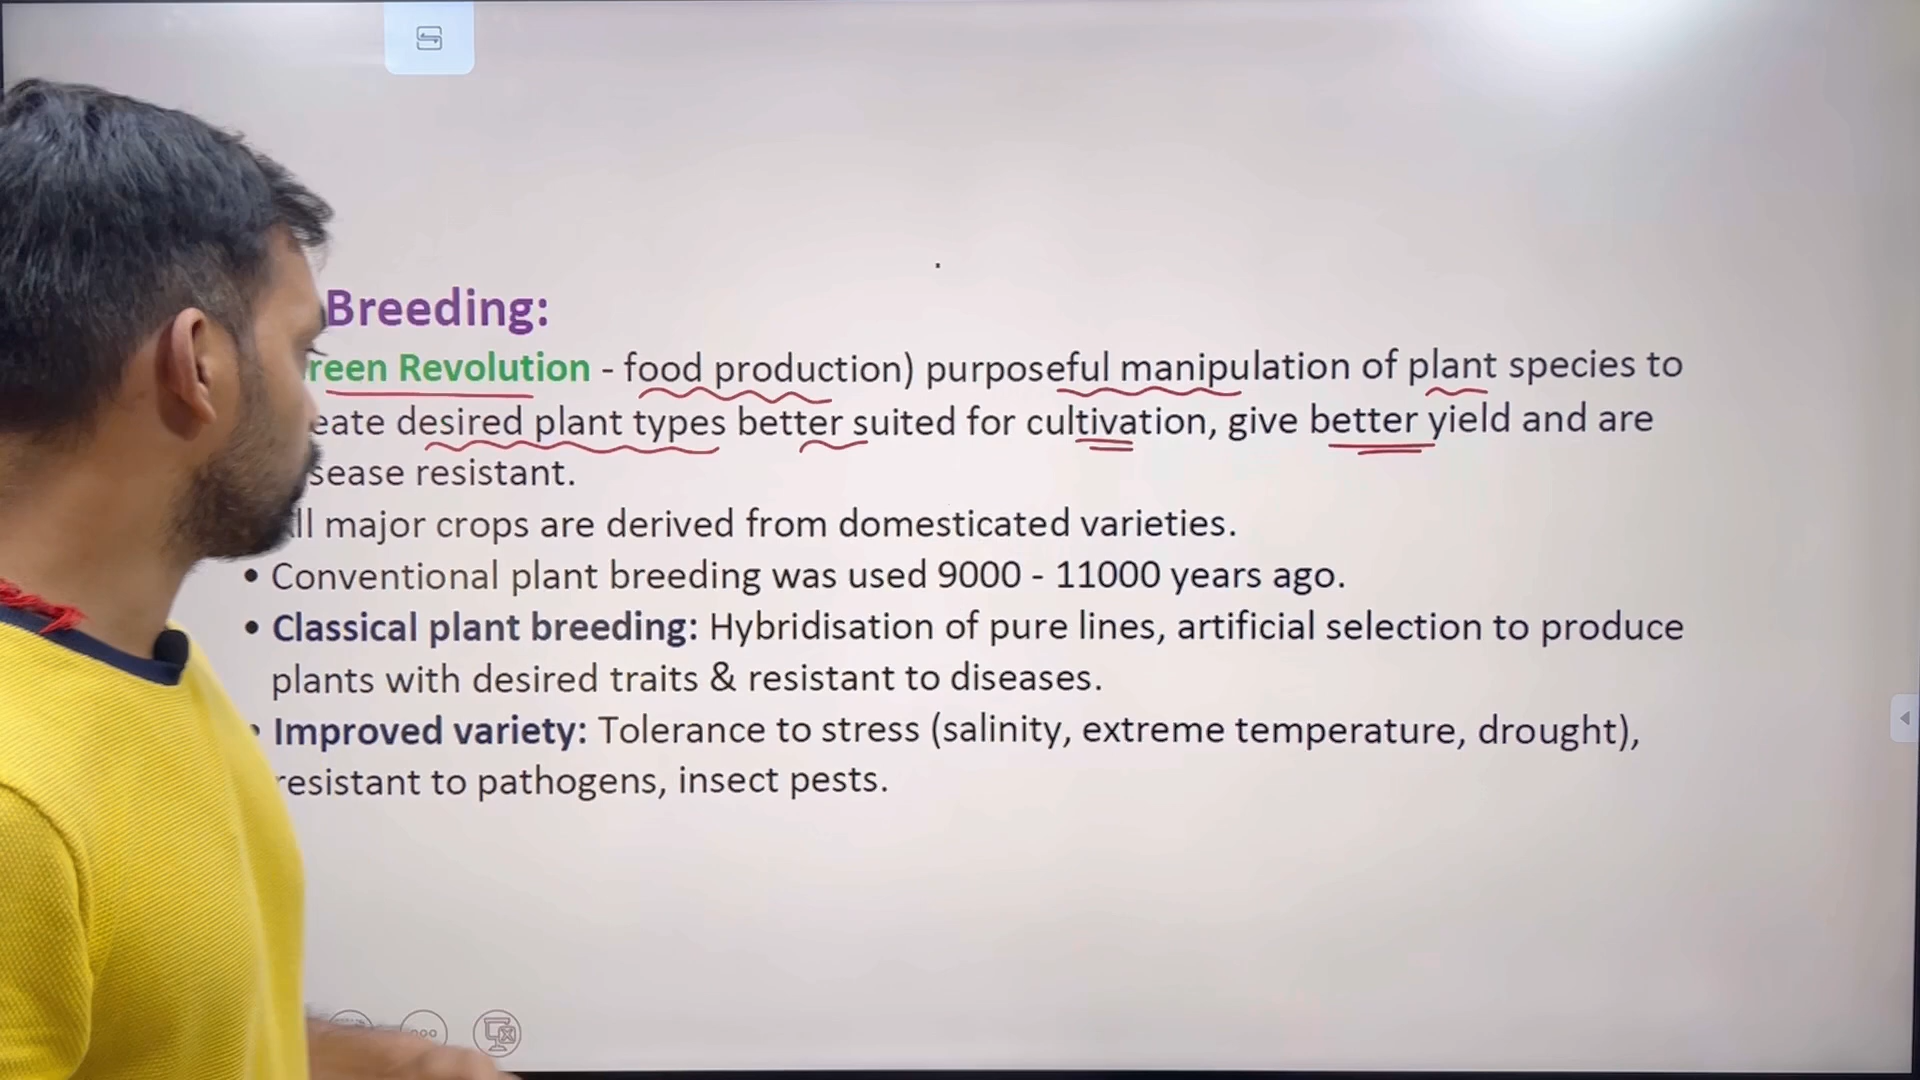 Breeding:
reen Revolution - food production) purposeful manipulation of plant species to
eate desired plant types better suited for cultivation, give better yield and are
sease resistant.
ll major crops are derived from domesticated varieties.
• Conventional plant breeding was used 9000 - 11000 years ago.
• Classical plant breeding: Hybridisation of pure lines, artificial selection to produce
plants with desired traits & resistant to diseases.
• Improved variety: Tolerance to stress (salinity, extreme temperature, drought),
resistant to pathogens, insect pests.